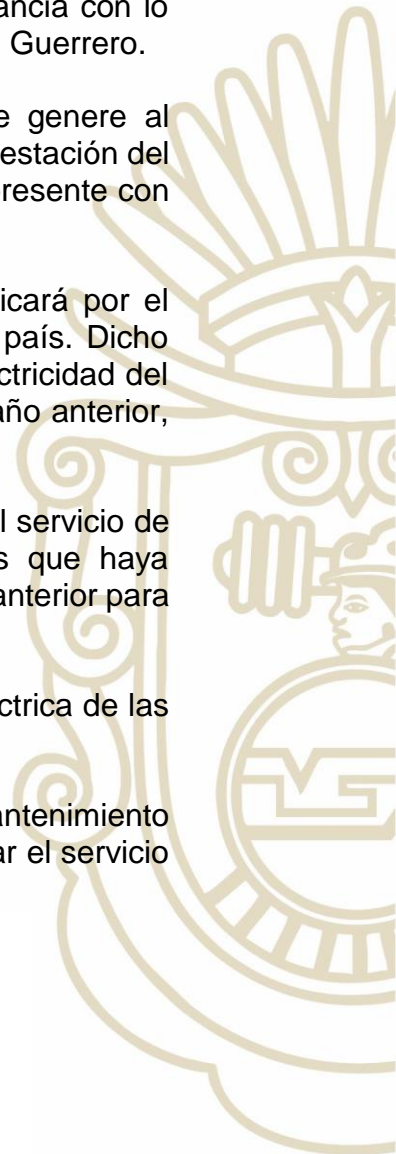 ancia con lo
Guerrero.
e genere al
estación del
resente con
icará por el
país. Dicho
ctricidad del
año anterior,
l servicio de
s que haya
anterior para
ctrica de las
antenimiento
ar el servicio